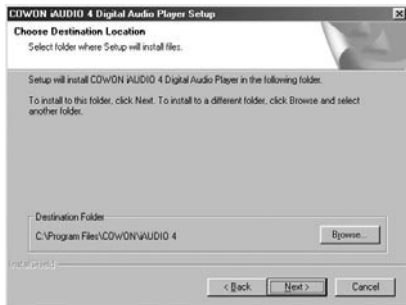 COWON iAUDIO 4 Digital Audio Player Setup
Choose Destination Location
Select folder where Setup will install files.
Setup will install COWON iAUDIO 4 Digital Audio Player in the following folder.
To install to this folder, click Next. To install to a different folder, click Browse and select
another folder.
Destination Folder
C:\Program Files\COWON\iAUDIO 4
Browse...
InstallShield
< Back
Next >
Cancel